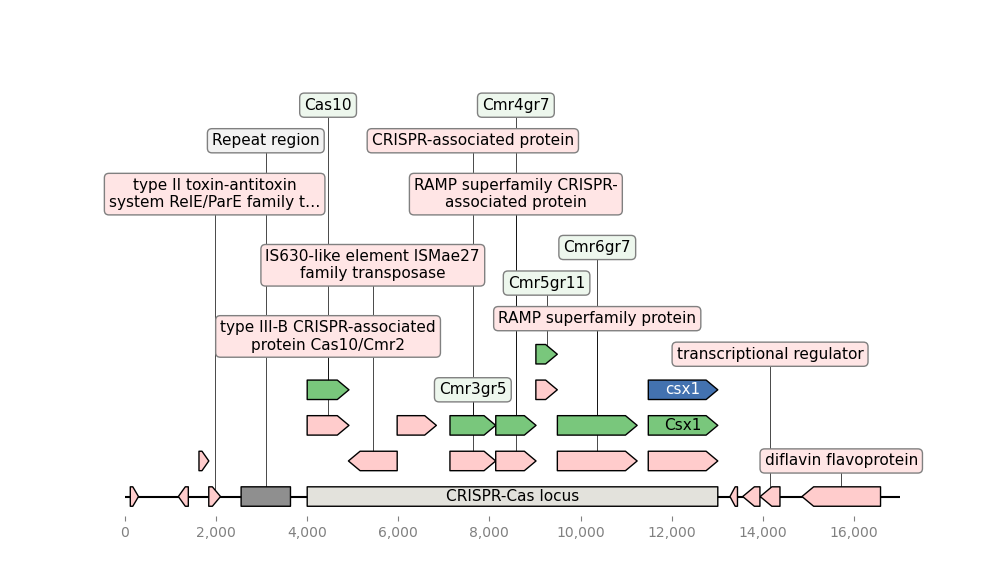 Cas10
Cmr4gr7
Repeat region
CRISPR-associated protein
type II toxin-antitoxin
system RelE/ParE family t...
RAMP superfamily CRISPR-
associated protein
Cmr6gr7
IS630-like element ISMae27
family transposase
Cmr5gr11
RAMP superfamily protein
type III-B CRISPR-associated
protein Cas10/Cmr2
transcriptional regulator
Cmr3gr5
csx1
Csx1
diflavin flavoprotein
CRISPR-Cas locus
0
2,000
4,000
6,000
8,000
10,000
12,000
14,000
16,000